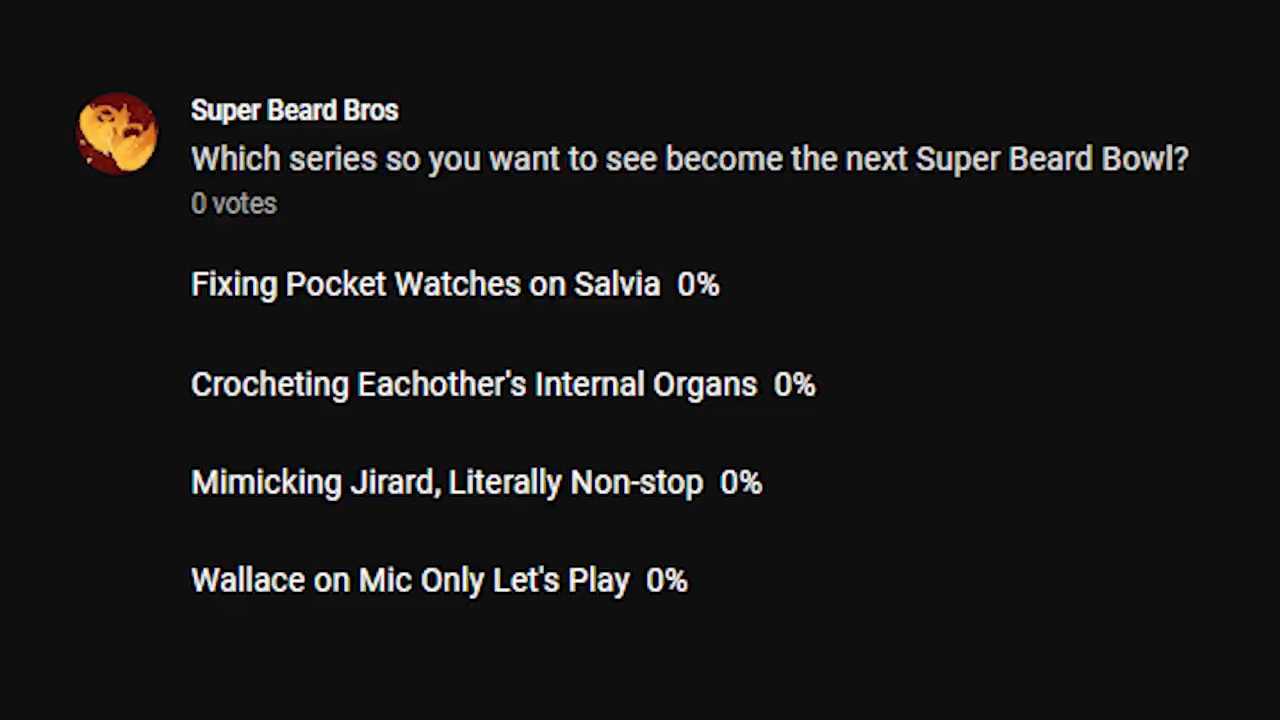 Super Beard Bros
Which series so you want to see become the next Super Beard Bowl?
0 votes
Fixing Pocket Watches on Salvia 0%
Crocheting Eachother's Internal Organs 0%
Mimicking Jirard, Literally Non-stop 0%
Wallace on Mic Only Let's Play 0%